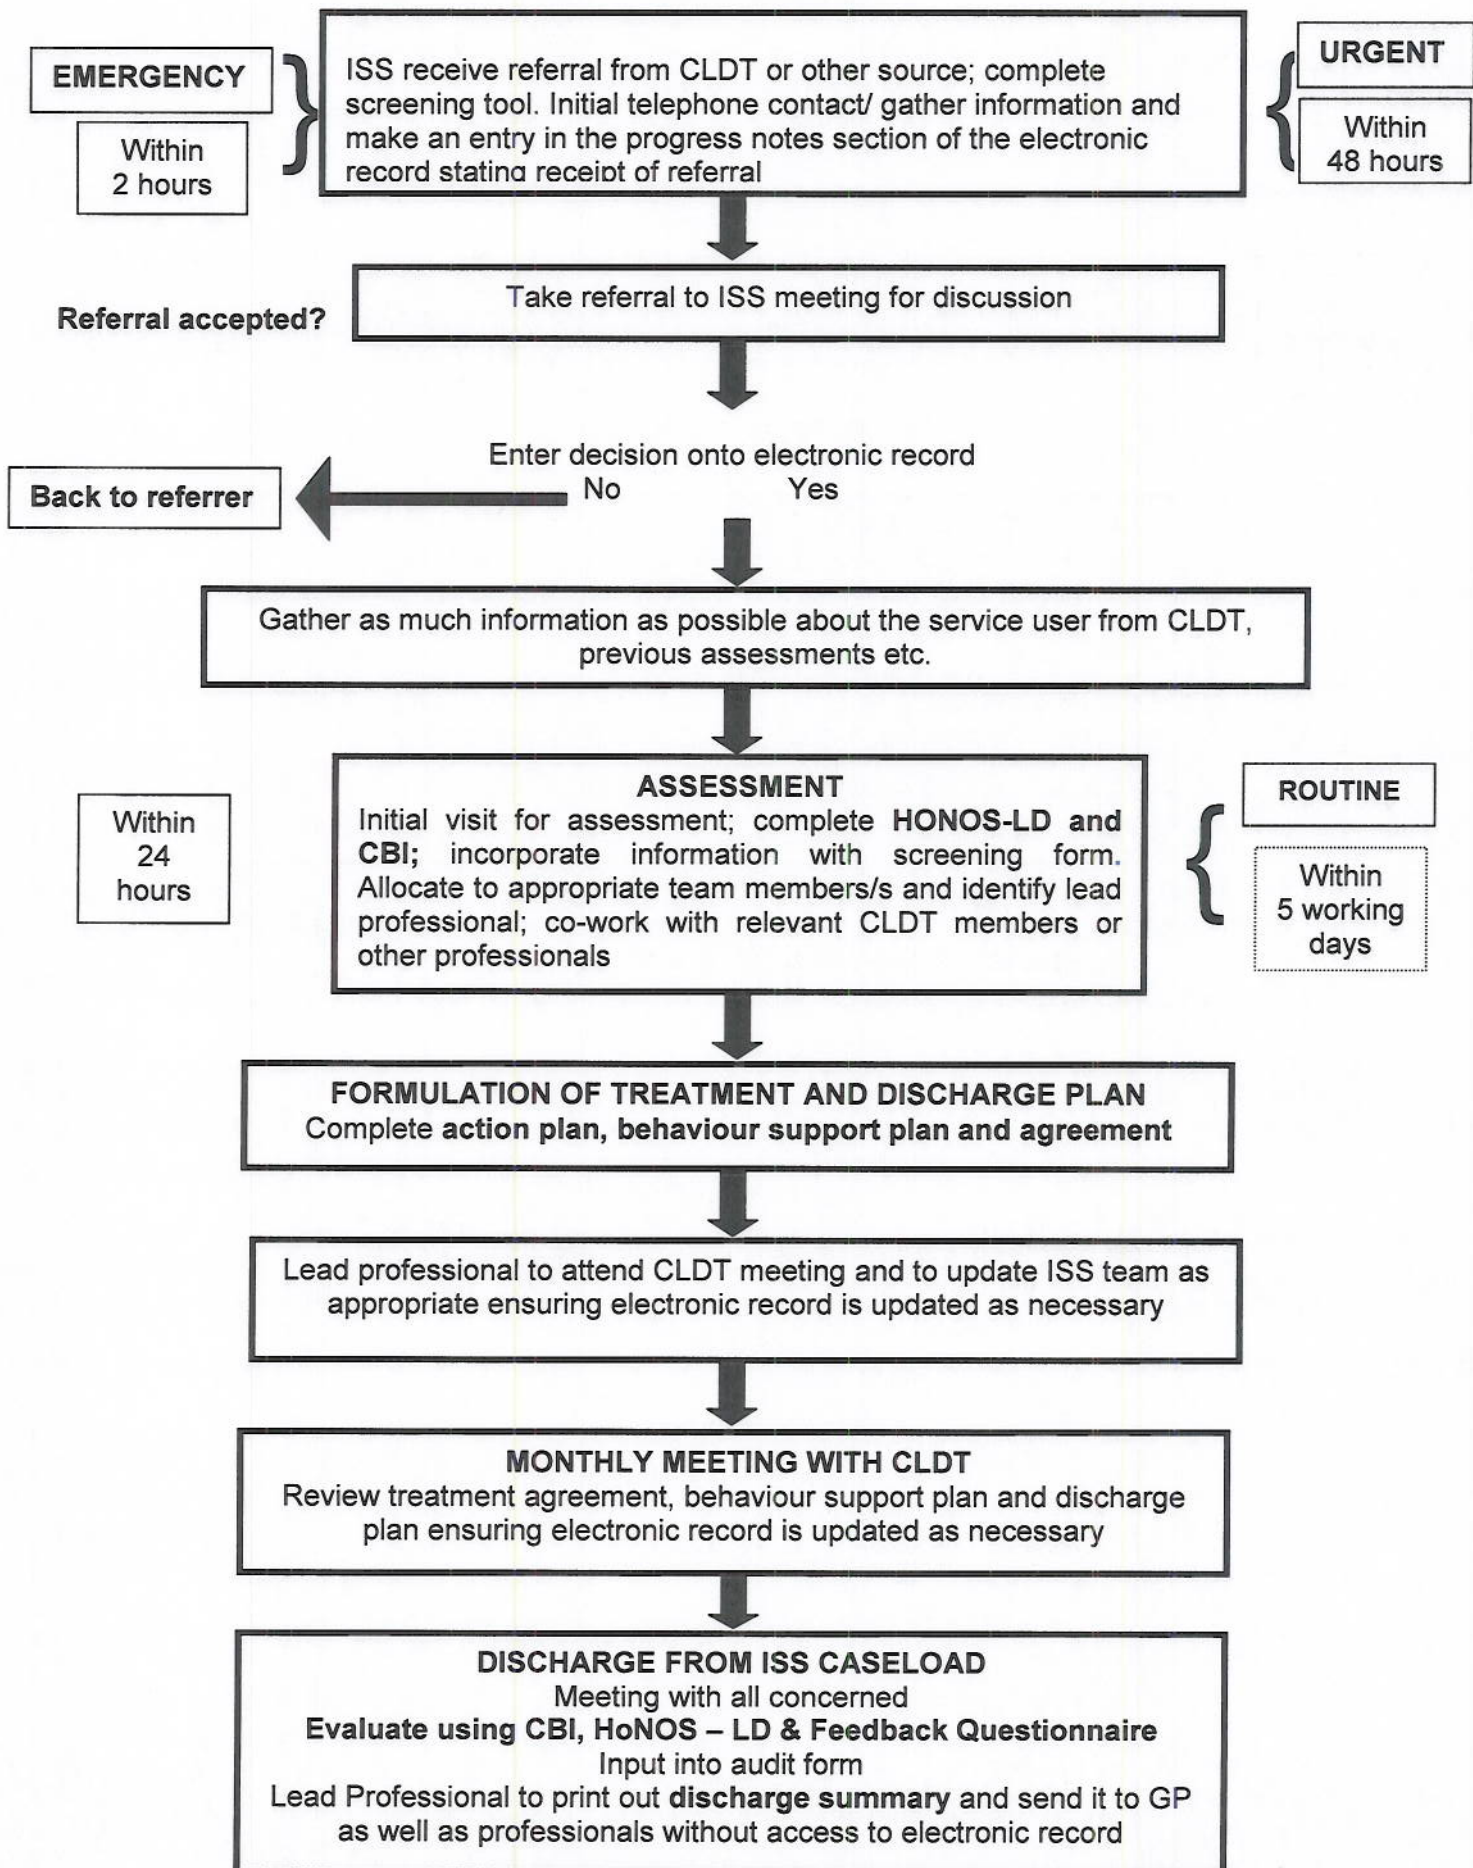 EMERGENCY
Within
2 hours
ISS receive referral from CLDT or other source; complete
screening tool. Initial telephone contact/ gather information and
make an entry in the progress notes section of the electronic
record stating receipt of referral
URGENT
Within
48 hours
Referral accepted?
Take referral to ISS meeting for discussion
Enter decision onto electronic record
No Yes
Back to referrer
Gather as much information as possible about the service user from CLDT,
previous assessments etc.
Within
24
hours
ASSESSMENT
Initial visit for assessment; complete HONOS-LD and
CBI; incorporate information with screening form.
Allocate to appropriate team members/s and identify lead
professional; co-work with relevant CLDT members or
other professionals
ROUTINE
Within
5 working
days
FORMULATION OF TREATMENT AND DISCHARGE PLAN
Complete action plan, behaviour support plan and agreement
Lead professional to attend CLDT meeting and to update ISS team as
appropriate ensuring electronic record is updated as necessary
MONTHLY MEETING WITH CLDT
Review treatment agreement, behaviour support plan and discharge
plan ensuring electronic record is updated as necessary
DISCHARGE FROM ISS CASELOAD
Meeting with all concerned
Evaluate using CBI, HoNOS – LD & Feedback Questionnaire
Input into audit form
Lead Professional to print out discharge summary and send it to GP
as well as professionals without access to electronic record